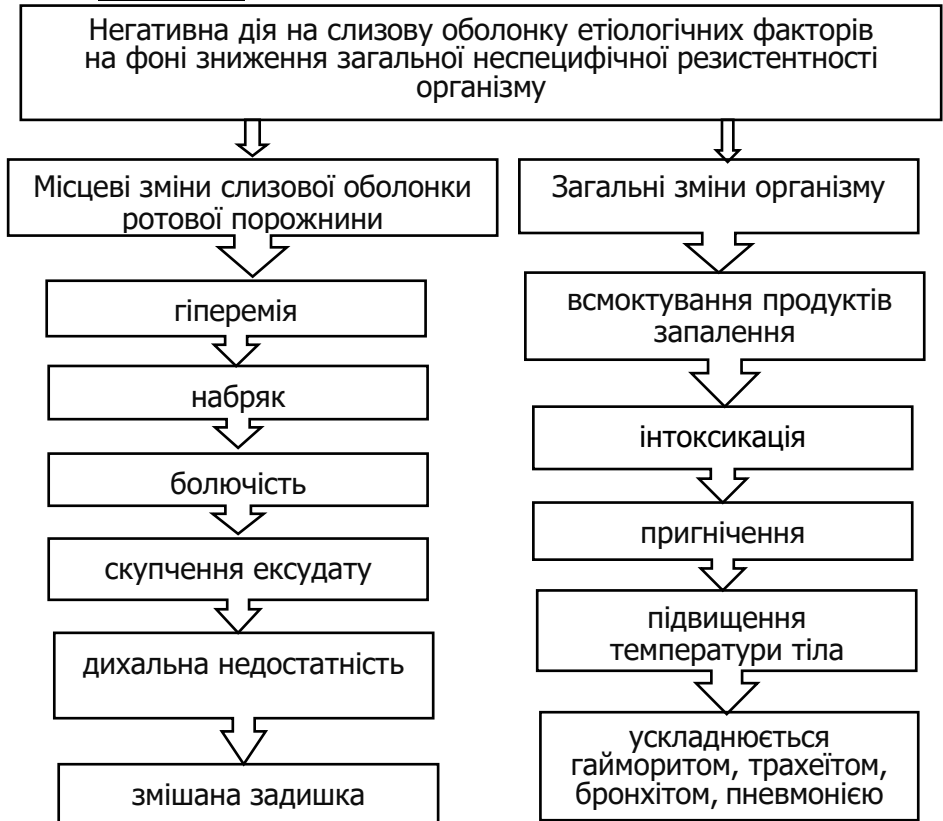 Негативна дія на слизову оболонку етіологічних факторів
на фоні зниження загальної неспецифічної резистентності
організму
Місцеві зміни слизової оболонки
ротової порожнини
гіперемія
набряк
болючість
скупчення ексудату
дихальна недостатність
змішана задишка
Загальні зміни організму
всмоктування продуктів
запалення
інтоксикація
пригнічення
підвищення
температури тіла
ускладнюється
гайморитом, трахеїтом,
бронхітом, пневмонією